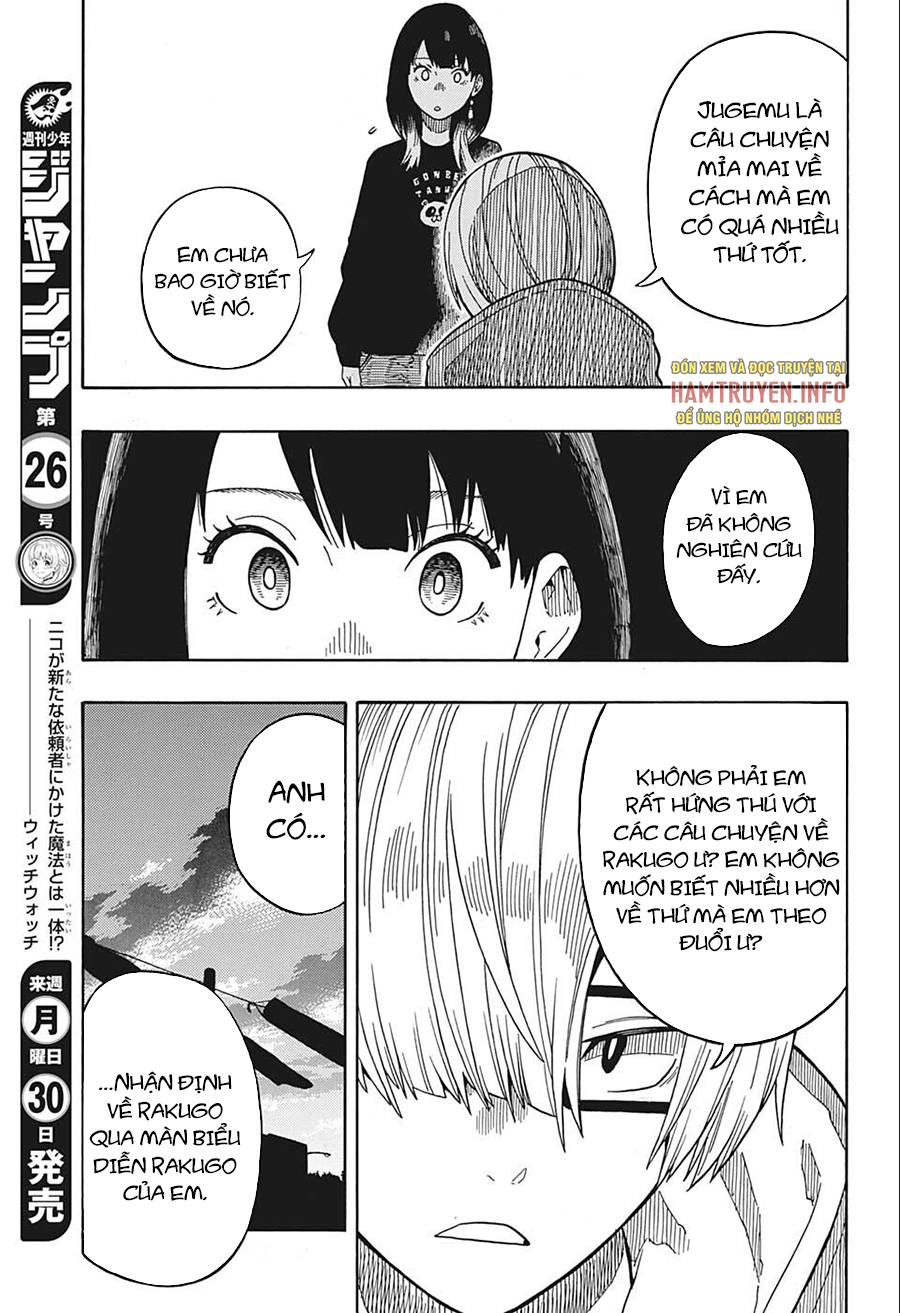 JUGEMU LÀ
CÂU CHUYỆN
MỈA MAI VỀ
CÁCH MÀ EM
CÓ QUÁ NHIỀU
THỨ TỐT.
EM CHƯA
BAO GIỜ BIẾT
VỀ NÓ.
GONBE
TANU
ĐÓN XEM VÀ ĐỌC TRUYỆN TẠI
HAMTRUYEN.INFO
ĐỂ ỦNG HỘ NHÓM DỊCH NHÉ
VÌ EM
ĐÃ KHÔNG
NGHIÊN CỨU
ĐẤY.
KHÔNG PHẢI EM
RẤT HỨNG THÚ VỚI
CÁC CÂU CHUYỆN VỀ
RAKUGO Ư? EM KHÔNG
MUỐN BIẾT NHIỀU HƠN
VỀ THỨ MÀ EM THEO
ĐUỔI Ư?
ANH
CÓ...
...NHẬN ĐỊNH
VỀ RAKUGO
QUA MÀN BIỂU
DIỄN RAKUGO
CỦA EM.
週刊少年
ジャンプ
第
26
号
ニコが新たな依頼者にかけた魔法とは一体!?
ウィッチウォッチ
来週
月
曜日
30
日
発売